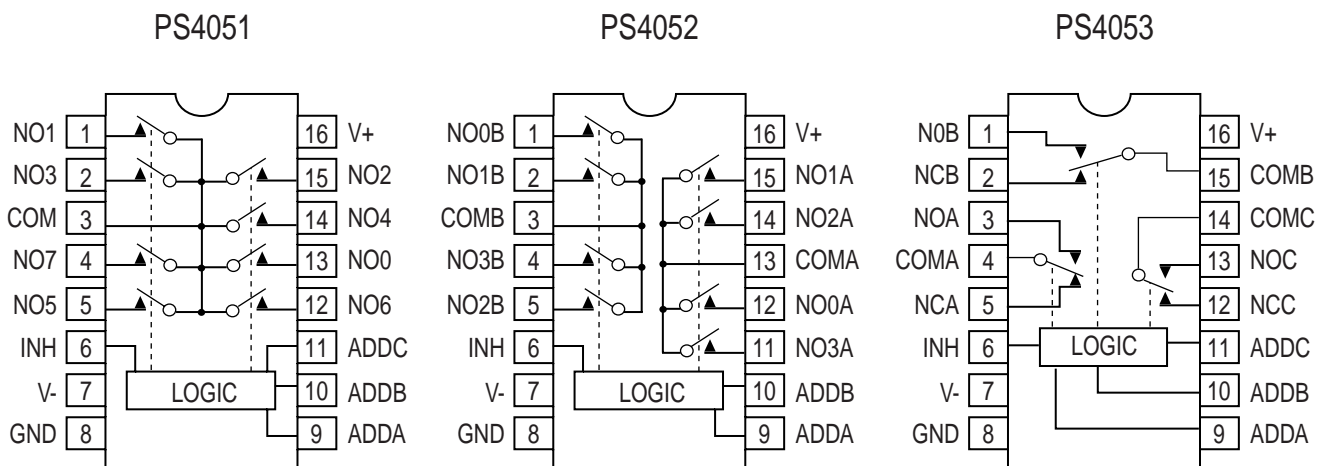 PS4051
NO1 1 16 V+
NO3 2 15 NO2
COM 3 14 NO4
NO7 4 13 NO0
NO5 5 12 NO6
INH 6 11 ADDC
V- 7 LOGIC 10 ADDB
GND 8 9 ADDA
PS4052
NO0B 1 16 V+
NO1B 2 15 NO1A
COMB 3 14 NO2A
NO3B 4 13 COMA
NO2B 5 12 NO0A
INH 6 11 NO3A
V- 7 LOGIC 10 ADDB
GND 8 9 ADDA
PS4053
N0B 1 16 V+
NCB 2 15 COMB
NOA 3 14 COMC
COMA 4 13 NOC
NCA 5 12 NCC
INH 6 LOGIC 11 ADDC
V- 7 10 ADDB
GND 8 9 ADDA